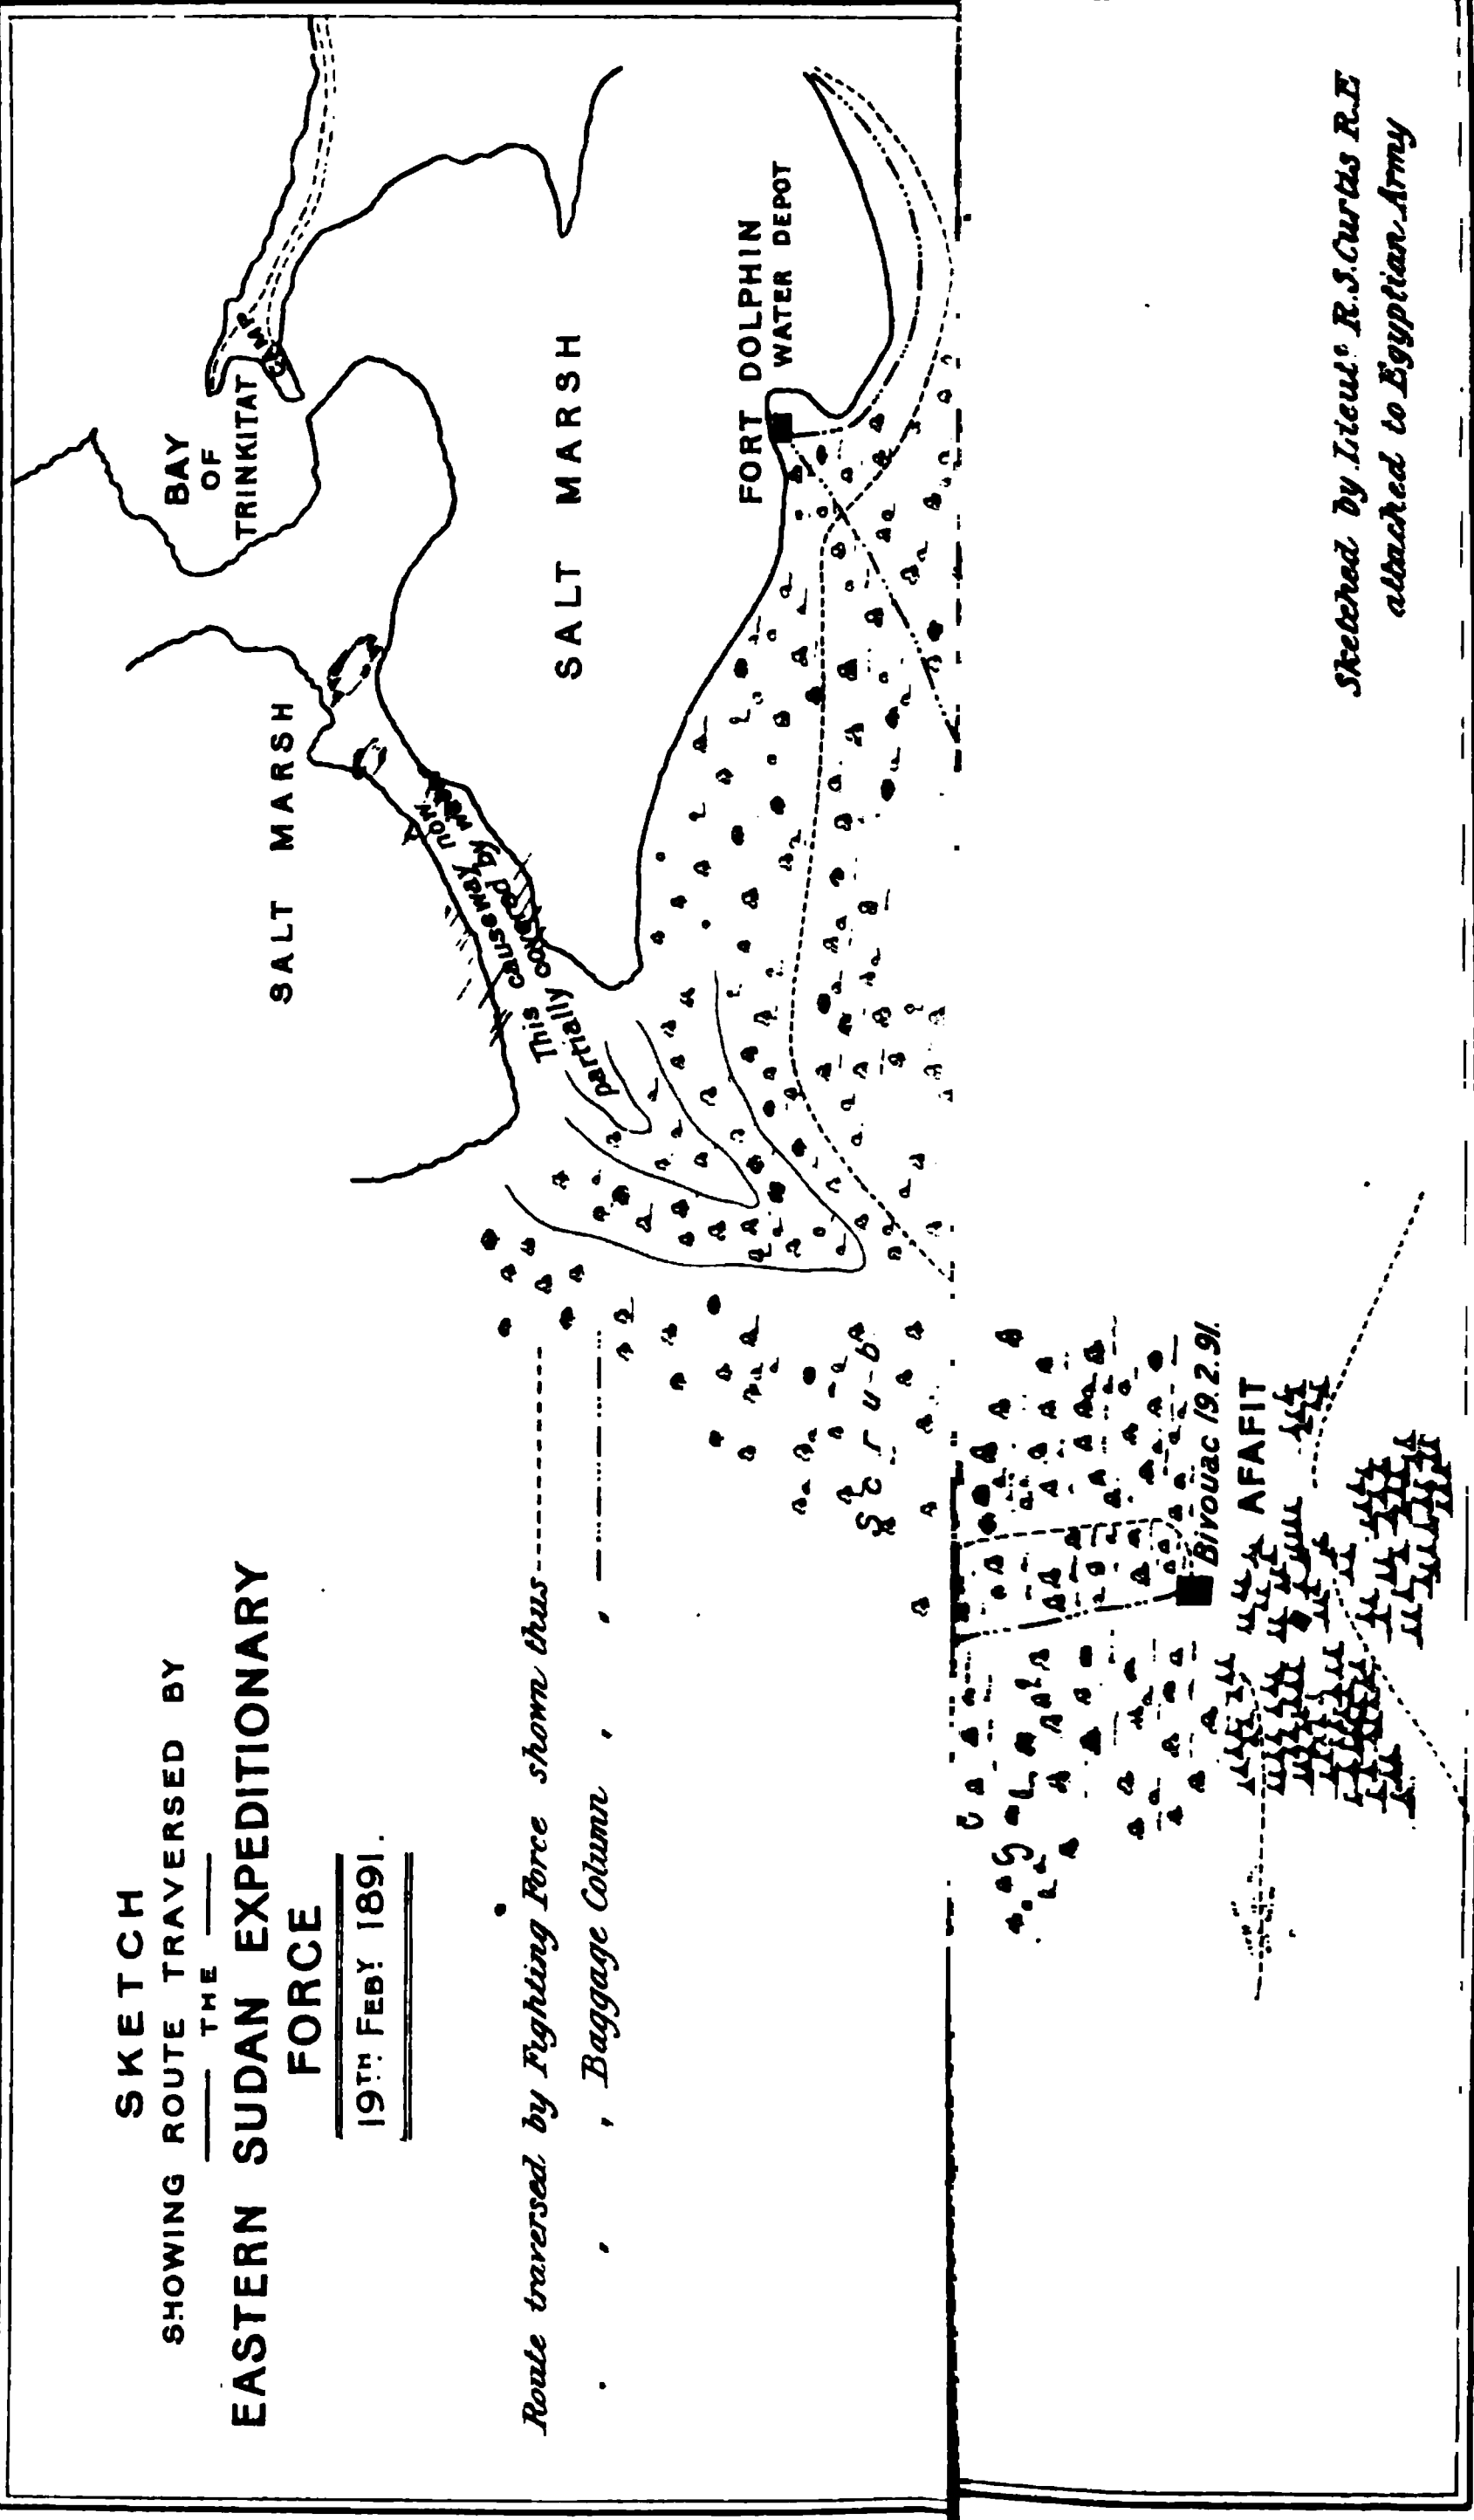 SKETCH
SHOWING ROUTE TRAVERSED BY
THE
EASTERN SUDAN EXPEDITIONARY
FORCE
19TH FEBY 1891.
Route traversed by Fighting Force shown thus
" " " Baggage Column " "
BAY
OF
TRINKITAT
CAMP
SALT MARSH
This causeway now
partially covered by
SALT MARSH
FORT DOLPHIN
WATER DEPOT
Scrub
Bivouac 19.2.91.
AFAFIT
Sketched by Lieut. R.S. Curtis R.E
attached to Egyptian Army